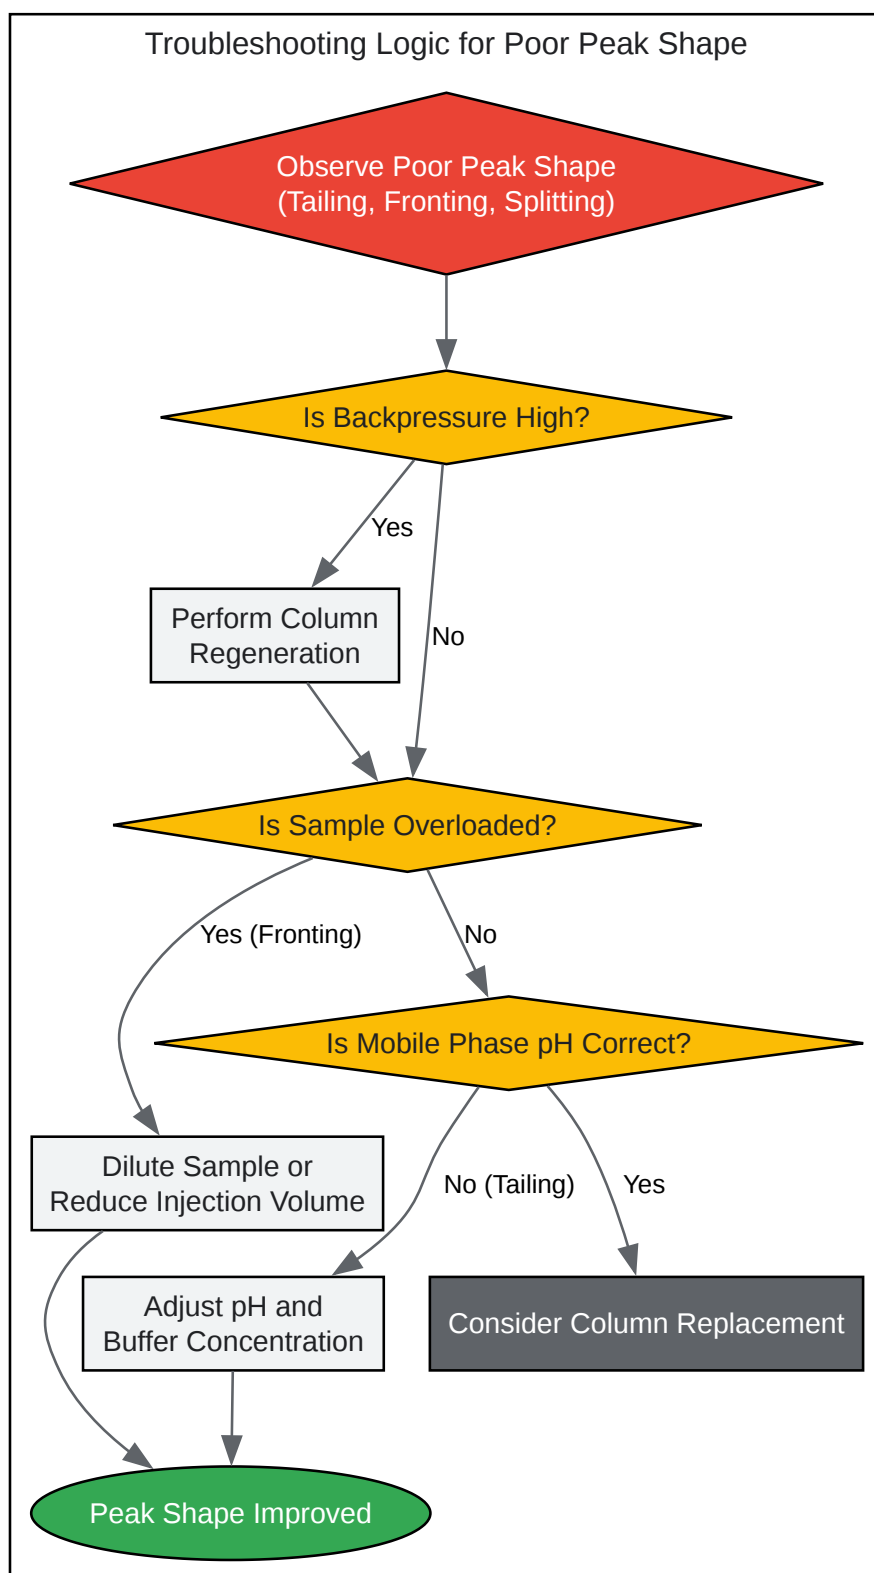 Troubleshooting Logic for Poor Peak Shape
Observe Poor Peak Shape
(Tailing, Fronting, Splitting)
Is Backpressure High?
Yes
Perform Column
Regeneration
No
Is Sample Overloaded?
Yes (Fronting)
No
Is Mobile Phase pH Correct?
Dilute Sample or
Reduce Injection Volume
No (Tailing)
Yes
Adjust pH and
Buffer Concentration
Consider Column Replacement
Peak Shape Improved